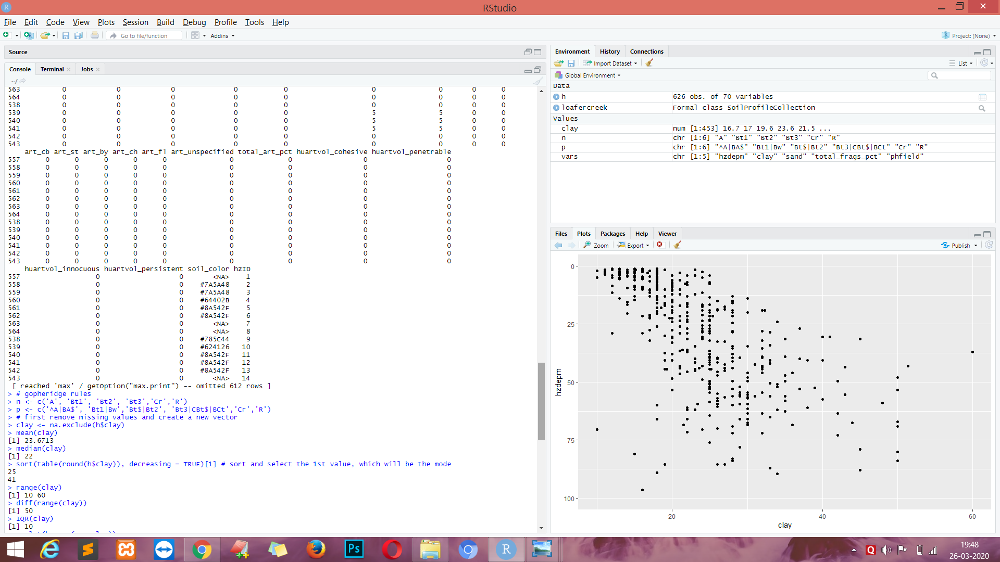 RStudio
File Edit Code View Plots Session Build Debug Profile Tools Help
Go to file/function Addins Project: (None)
Source
Console Terminal Jobs
~/
563 0 0 0 0 0 0 0 0 0
564 0 0 0 0 0 0 0 0 0
538 0 0 0 0 0 0 0 0 0
539 0 0 0 0 0 5 5 0 0
540 0 0 0 0 0 5 5 0 0
541 0 0 0 0 0 5 5 0 0
542 0 0 0 0 0 0 0 0 0
543 0 0 0 0 0 0 0 0 0
art_cb art_st art_by art_ch art_fl art_unspecified total_art_pct huartvol_cohesive huartvol_penetrable
557 0 0 0 0 0 0 0 0 0
558 0 0 0 0 0 0 0 0 0
559 0 0 0 0 0 0 0 0 0
560 0 0 0 0 0 0 0 0 0
561 0 0 0 0 0 0 0 0 0
562 0 0 0 0 0 0 0 0 0
563 0 0 0 0 0 0 0 0 0
564 0 0 0 0 0 0 0 0 0
538 0 0 0 0 0 0 0 0 0
539 0 0 0 0 0 0 0 0 0
540 0 0 0 0 0 0 0 0 0
541 0 0 0 0 0 0 0 0 0
542 0 0 0 0 0 0 0 0 0
543 0 0 0 0 0 0 0 0 0
huartvol_innocuous huartvol_persistent soil_color hzID
557 0 0 <NA> 1
558 0 0 #7A5A48 2
559 0 0 #7A5A48 3
560 0 0 #64402B 4
561 0 0 #8A542F 5
562 0 0 #8A542F 6
563 0 0 <NA> 7
564 0 0 <NA> 8
538 0 0 #785C44 9
539 0 0 #624126 10
540 0 0 #8A542F 11
541 0 0 #8A542F 12
542 0 0 #8A542F 13
543 0 0 <NA> 14
[ reached 'max' / getOption("max.print") -- omitted 612 rows ]
> # gopheridge rules
> n <- c('A', 'Bt1', 'Bt2', 'Bt3','Cr','R')
> p <- c('^A|BA$', 'Bt1|Bw','Bt$|Bt2', 'Bt3|CBt$|BCt','Cr','R')
> # first remove missing values and create a new vector
> clay <- na.exclude(h$clay)
> mean(clay)
[1] 23.6713
> median(clay)
[1] 22
> sort(table(round(h$clay)), decreasing = TRUE)[1] # sort and select the 1st value, which will be the mode
25
41
> range(clay)
[1] 10 60
> diff(range(clay))
[1] 50
> IQR(clay)
[1] 10
Environment History Connections
Import Dataset List
Global Environment
Data
h 626 obs. of 70 variables
loafercreek Formal class SoilProfileCollection
Values
clay num [1:453] 16.7 17 19.6 23.6 21.5 ...
n chr [1:6] "A" "Bt1" "Bt2" "Bt3" "Cr" "R"
p chr [1:6] "^A|BA$" "Bt1|Bw" "Bt$|Bt2" "Bt3|CBt$|BCt" "Cr" "R"
vars chr [1:5] "hzdepm" "clay" "sand" "total_frags_pct" "phfield"
Files Plots Packages Help Viewer
Zoom Export Publish
0
25
50
75
100
hzdepm
20 40 60
clay
Ps R Q
19:48
26-03-2020